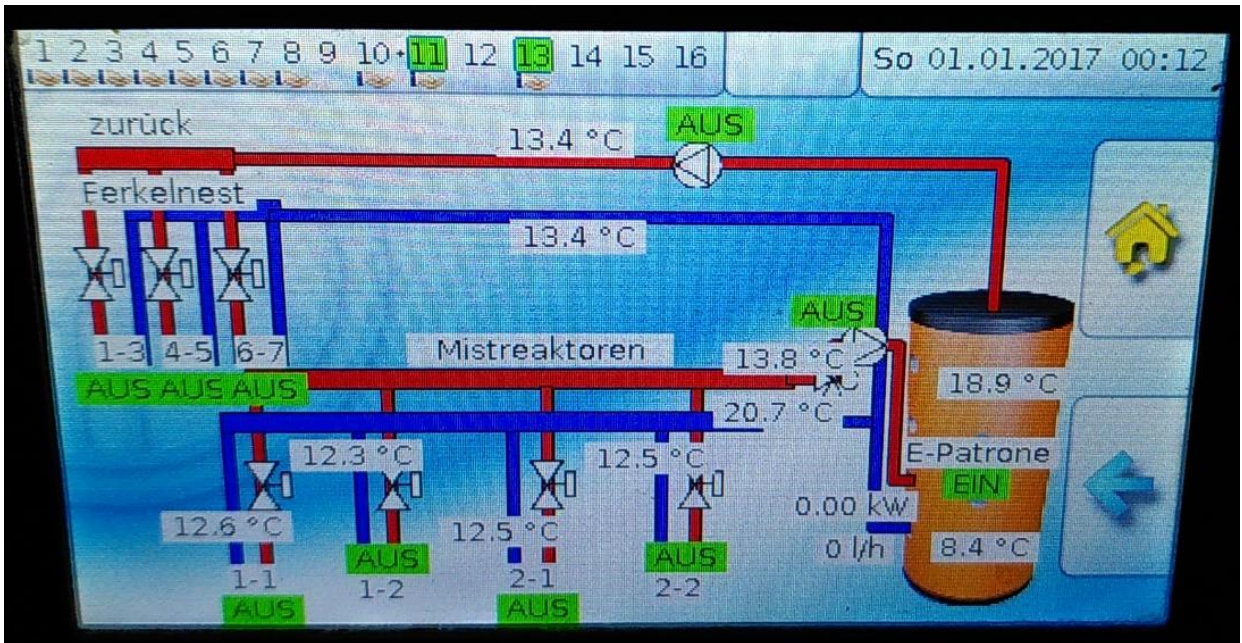 1 2 3 4 5 6 7 8 9 10 11 12 13 14 15 16
So 01.01.2017 00:12
zurück
13.4 °C
AUS
Ferkelnest
13.4 °C
AUS
1-3 4-5 6-7
Mistreaktoren
13.8 °C
18.9 °C
AUS AUS AUS
20.7 °C
12.3 °C
12.5 °C
E-Patrone
EIN
0.00 kW
12.6 °C
12.5 °C
0 l/h
8.4 °C
AUS
AUS
1-1
1-2
2-1
2-2
AUS
AUS